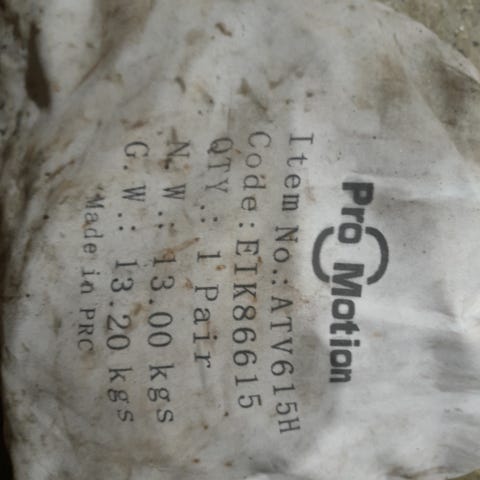 Pro Motion
Item No.:ATV615H
Code:EIK86615
QTY.: 1 Pair
N.W.: 13.00 kgs
G.W.: 13.20 kgs
Made in PRC